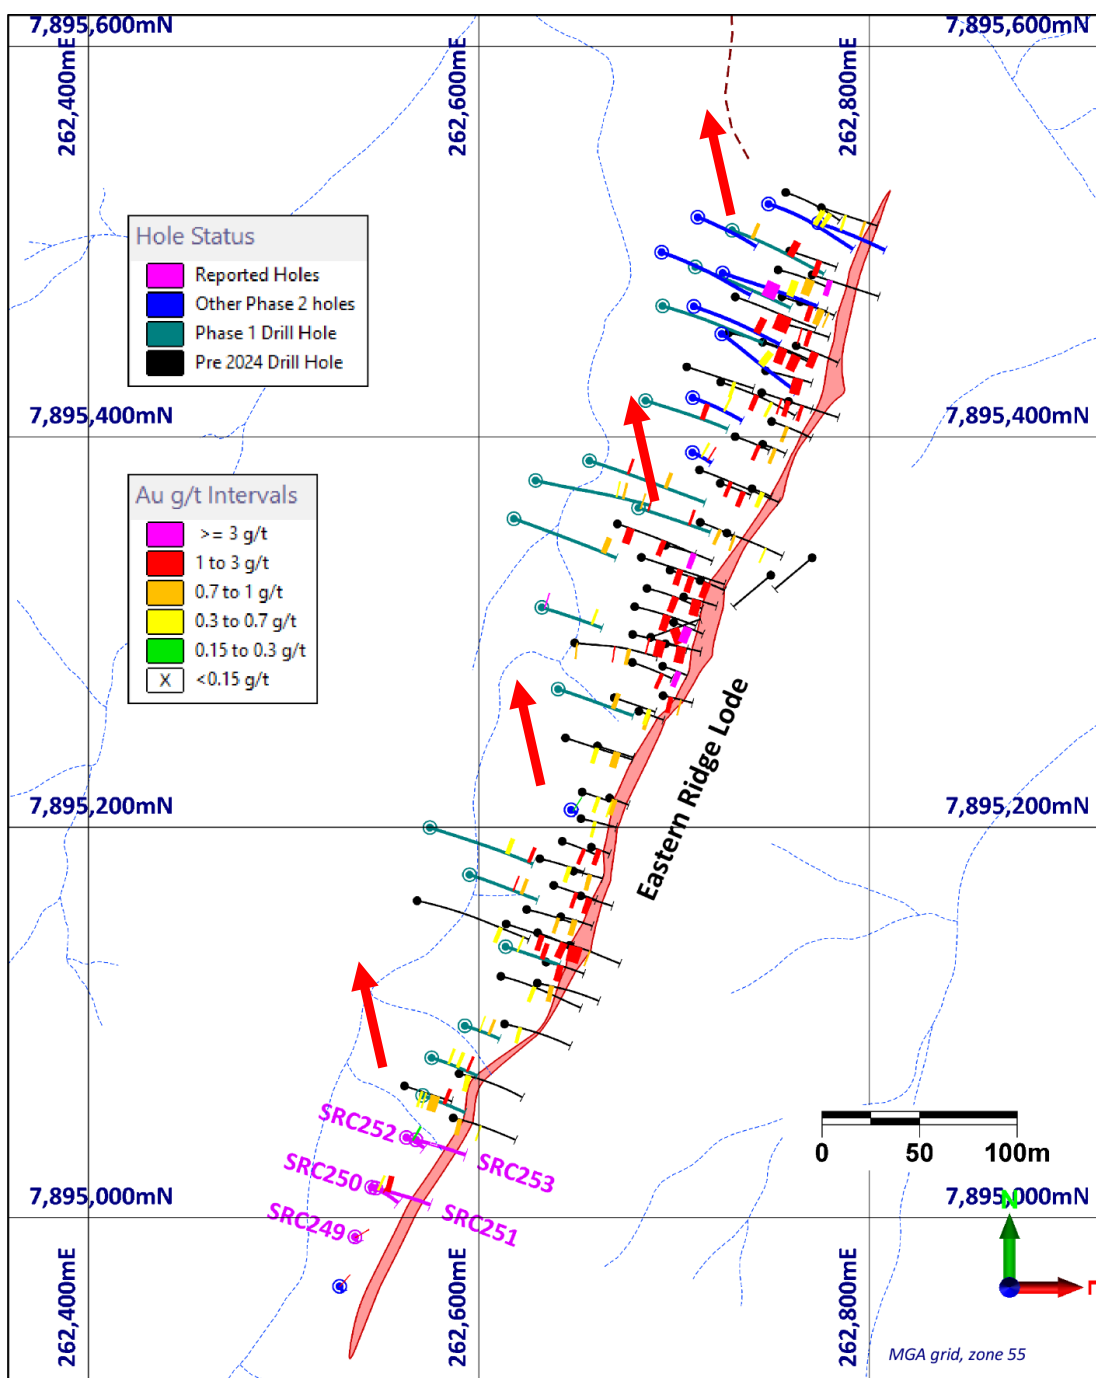 7,895,600mN
7,895,600mN
262,400mE
262,600mE
262,800mE
Hole Status
Reported Holes
Other Phase 2 holes
Phase 1 Drill Hole
Pre 2024 Drill Hole
7,895,400mN
7,895,400mN
Au g/t Intervals
>= 3 g/t
1 to 3 g/t
0.7 to 1 g/t
0.3 to 0.7 g/t
0.15 to 0.3 g/t
X <0.15 g/t
Eastern Ridge Lode
7,895,200mN
7,895,200mN
SRC252
SRC253
SRC250
SRC251
SRC249
0 50 100m
7,895,000mN
7,895,000mN
N
262,400mE
262,600mE
262,800mE
MGA grid, zone 55